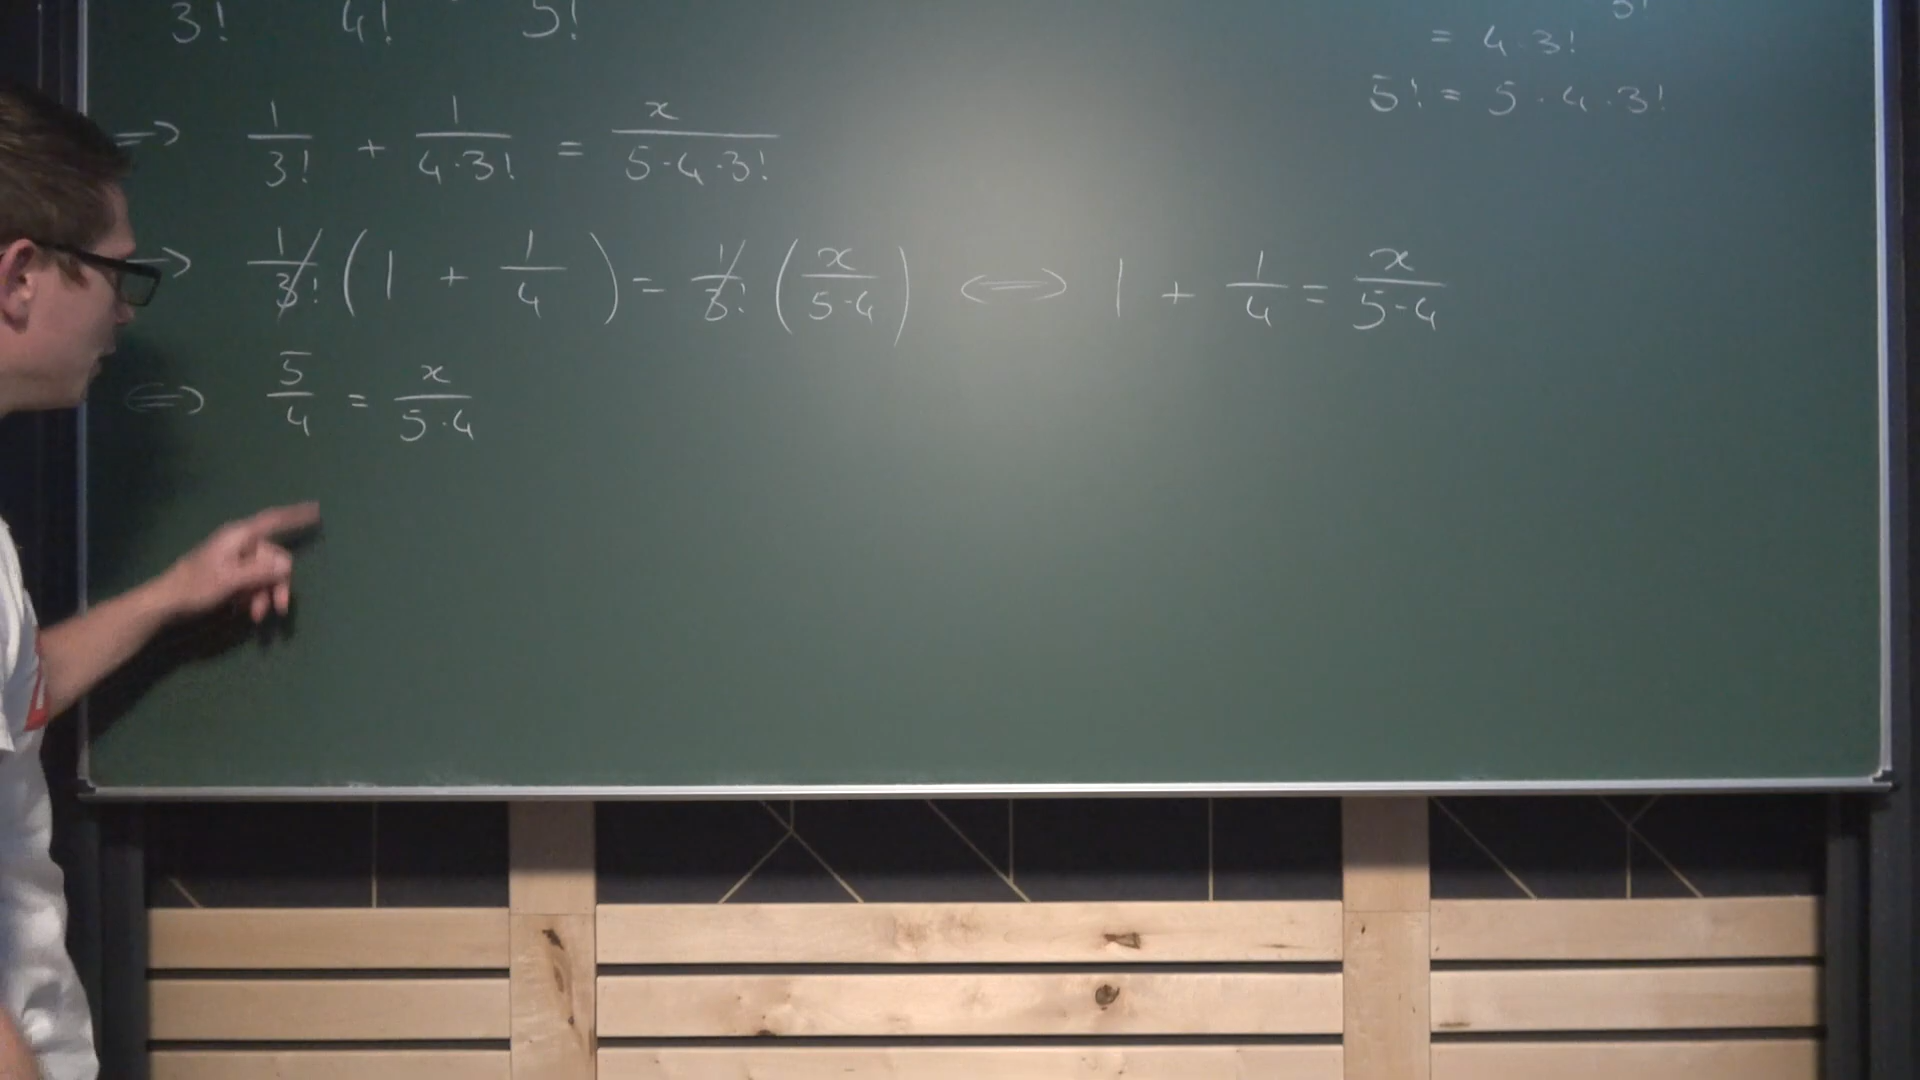 3! 4! 5!
⇒ 1/3! + 1/(4·3!) = x/(5·4·3!)
⇒ 1/3! (1 + 1/4) = 1/3! (x/(5·4)) ⇔ 1 + 1/4 = x/(5·4)
⇔ 5/4 = x/(5·4)
= 4·3!
5! = 5·4·3!